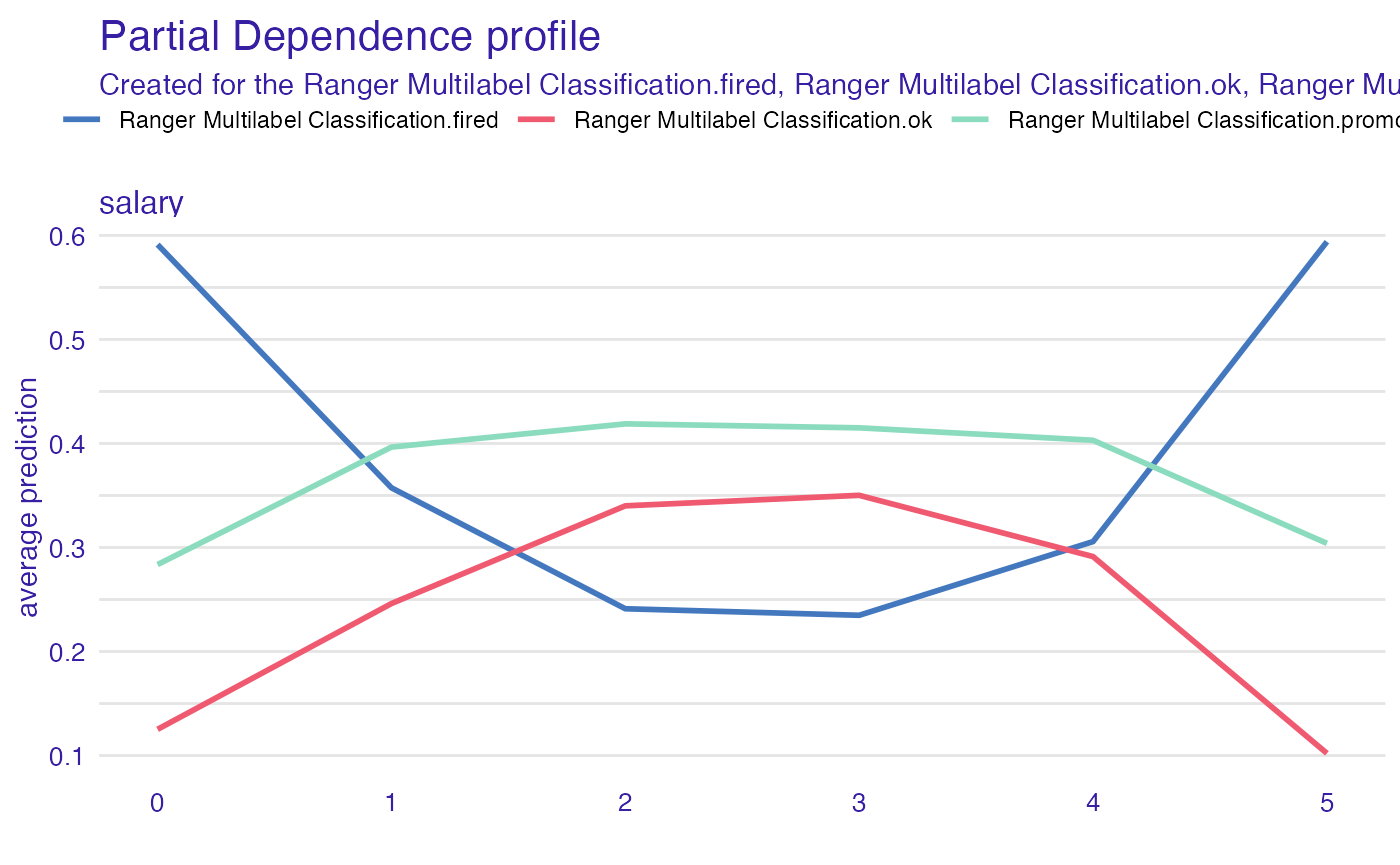 Partial Dependence profile
Created for the Ranger Multilabel Classification.fired, Ranger Multilabel Classification.ok, Ranger Mu
Ranger Multilabel Classification.fired Ranger Multilabel Classification.ok Ranger Multilabel Classification.promo
salary
0.6
0.5
0.4
0.3
0.2
0.1
average prediction
0 1 2 3 4 5